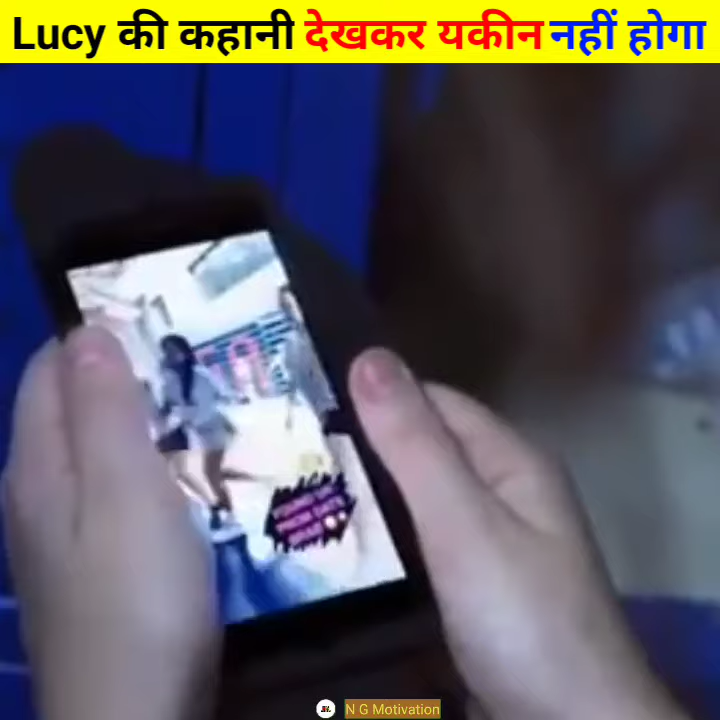 Lucy की कहानी देखकर यकीन नहीं होगा
N G Motivation